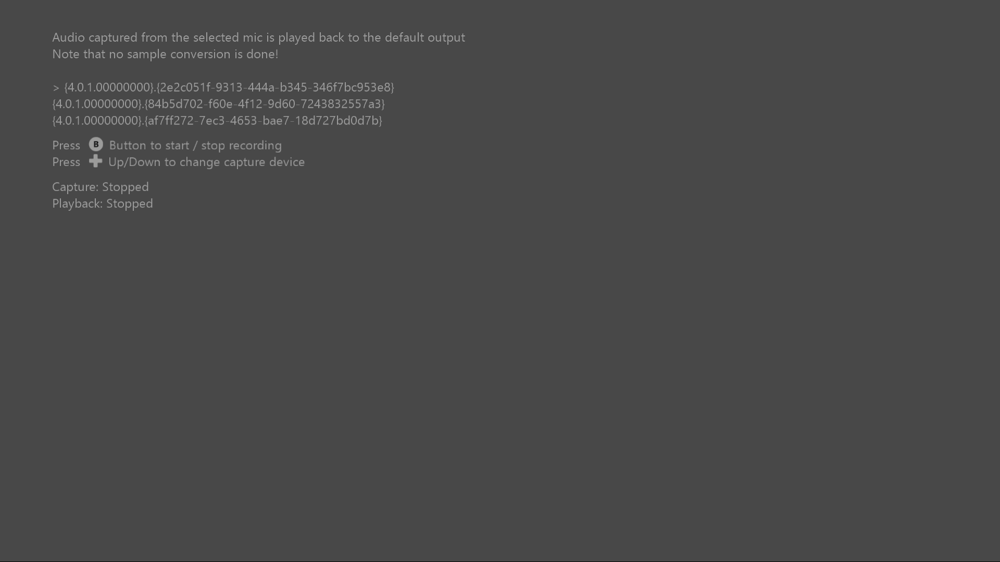 Audio captured from the selected mic is played back to the default output
Note that no sample conversion is done!
> {4.0.1.00000000}.{2e2c051f-9313-444a-b345-346f7bc953e8}
{4.0.1.00000000}.{84b5d702-f60e-4f12-9d60-7243832557a3}
{4.0.1.00000000}.{af7ff272-7ec3-4653-bae7-18d727bd0d7b}
Press B Button to start / stop recording
Press Up/Down to change capture device
Capture: Stopped
Playback: Stopped